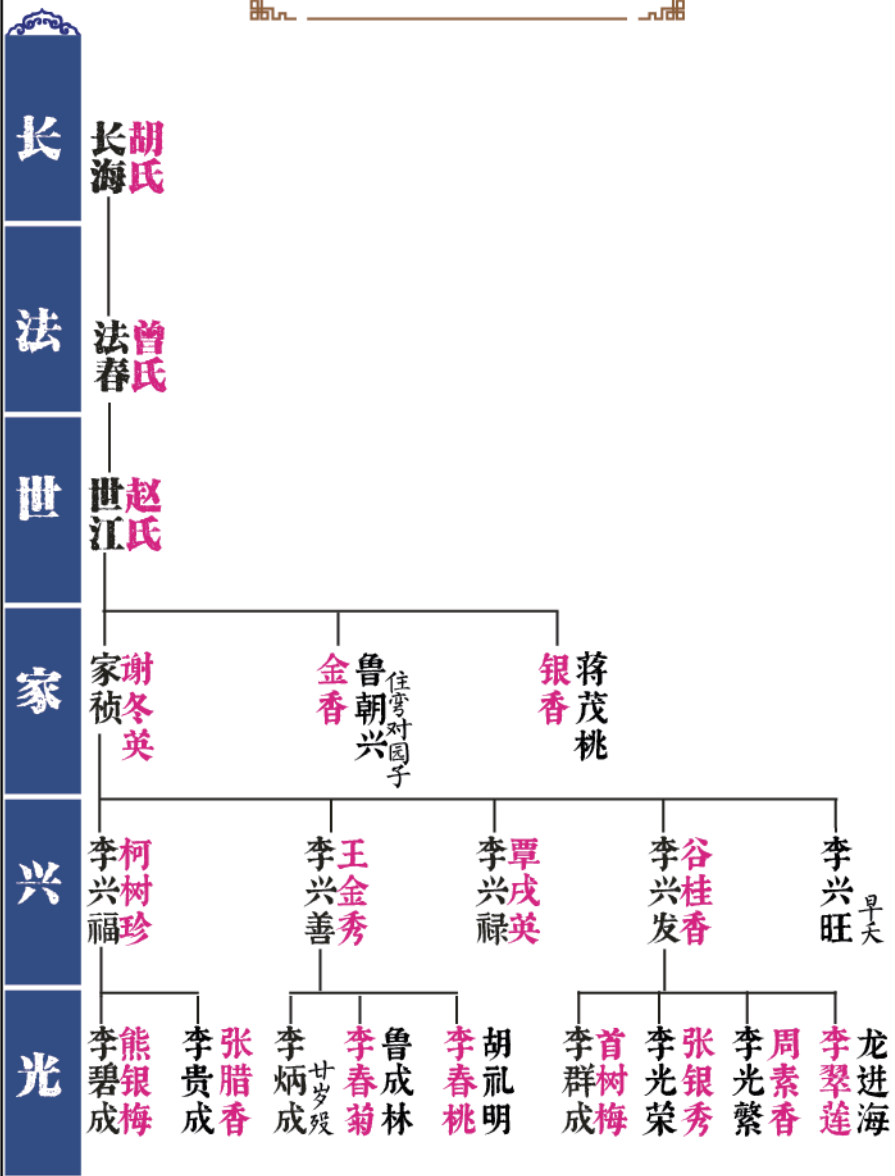 长
长海
胡氏
法
法春
曾氏
世
世江
赵氏
家
家祯
谢冬英
金香
鲁朝兴
住弯对园子
银香
蒋茂桃
兴
李兴福
柯树珍
李兴善
王金秀
李兴禄
覃戌英
李兴发
谷桂香
李兴旺
早夭
光
李碧成
熊银梅
李贵成
张腊香
李炳成
廿岁殁
李春菊
鲁成林
李春桃
胡礼明
李群成
首树梅
李光荣
张银秀
李光繁
周素香
李翠莲
龙进海